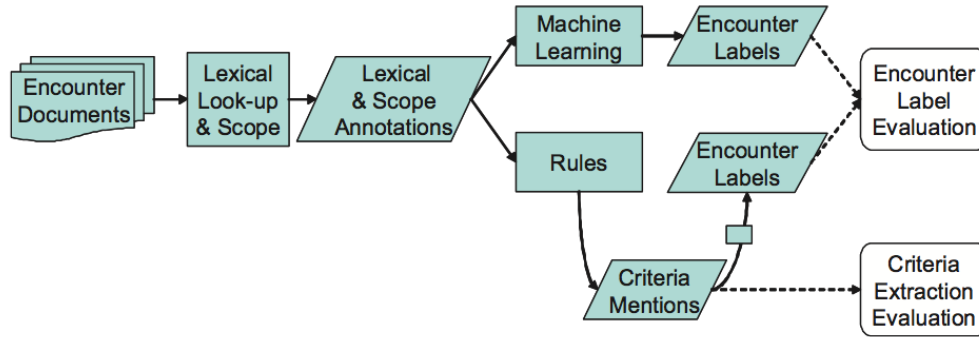 Encounter
Documents
Lexical
Look-up
& Scope
Lexical
& Scope
Annotations
Machine
Learning
Encounter
Labels
Encounter
Label
Evaluation
Rules
Encounter
Labels
Criteria
Mentions
Criteria
Extraction
Evaluation